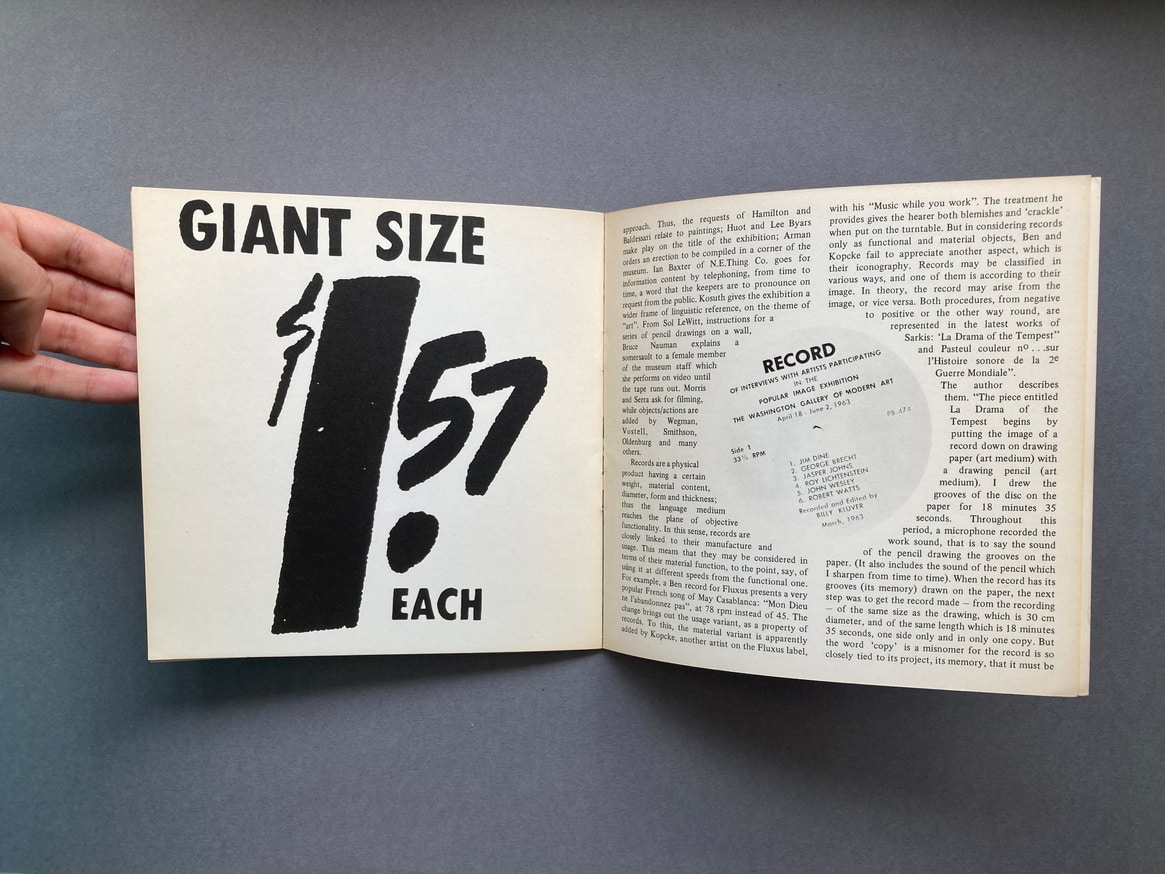 GIANT SIZE
$1.57
EACH
approach. Thus, the requests of Hamilton and
Baldessari relate to paintings; Huot and Lee Byars
make play on the title of the exhibition; Arman
orders an erection to be compiled in a corner of the
museum. Ian Baxter of N.E.Thing Co. goes for
information content by telephoning, from time to
time, a word that the keepers are to pronounce on
request from the public. Kosuth gives the exhibition a
wider frame of linguistic reference, on the theme of
"art". From Sol LeWitt, instructions for a
series of pencil drawings on a wall,
Bruce Nauman explains a
somersault to a female member
of the museum staff which
she performs on video until
the tape runs out. Morris
and Serra ask for filming,
while objects/actions are
added by Wegman,
Vostell, Smithson,
Oldenburg and many
others.
Records are a physical
product having a certain
weight, material content,
diameter, form and thickness;
thus the language medium
reaches the plane of objective
functionality. In this sense, records are
closely linked to their manufacture and
usage. This means that they may be considered in
terms of their material function, to the point, say, of
using it at different speeds from the functional one.
For example, a Ben record for Fluxus presents a very
popular French song of May Casablanca: "Mon Dieu
ne l'abandonnez pas", at 78 rpm instead of 45. The
change brings out the usage variant, as a property of
records. To this, the material variant is apparently
added by Kopcke, another artist on the Fluxus label,
RECORD
OF INTERVIEWS WITH ARTISTS PARTICIPATING
IN THE
POPULAR IMAGE EXHIBITION
THE WASHINGTON GALLERY OF MODERN ART
April 18 - June 2, 1963
PB-474
Side 1
33⅓ RPM
1. JIM DINE
2. GEORGE BRECHT
3. JASPER JOHNS
4. ROY LICHTENSTEIN
5. JOHN WESLEY
6. ROBERT WATTS
Recorded and Edited by
BILLY KLUVER
March, 1963
with his "Music while you work". The treatment he
provides gives the hearer both blemishes and 'crackle'
when put on the turntable. But in considering records
only as functional and material objects, Ben and
Kopcke fail to appreciate another aspect, which is
their iconography. Records may be classified in
various ways, and one of them is according to their
image. In theory, the record may arise from the
image, or vice versa. Both procedures, from negative
to positive or the other way round, are
represented in the latest works of
Sarkis: 'La Drama of the Tempest"
and Pasteul couleur nº . . .sur
l'Histoire sonore de la 2e
Guerre Mondiale".
The author describes
them. "The piece entitled
La Drama of the
Tempest begins by
putting the image of a
record down on drawing
paper (art medium) with
a drawing pencil (art
medium). I drew the
grooves of the disc on the
paper for 18 minutes 35
seconds. Throughout this
period, a microphone recorded the
work sound, that is to say the sound
of the pencil drawing the grooves on the
paper. (It also includes the sound of the pencil which
I sharpen from time to time). When the record has its
grooves (its memory) drawn on the paper, the next
step was to get the record made – from the recording
– of the same size as the drawing, which is 30 cm
diameter, and of the same length which is 18 minutes
35 seconds, one side only and in only one copy. But
the word 'copy' is a misnomer for the record is so
closely tied to its project, its memory, that it must be